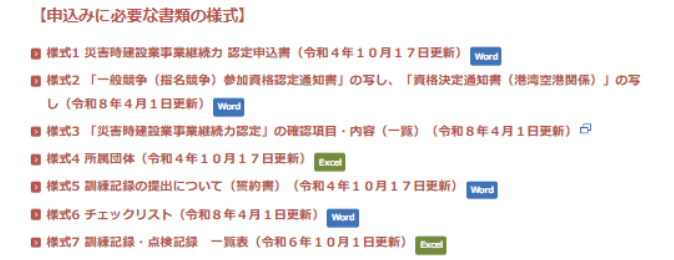 【申込みに必要な書類の様式】
様式1 災害時建設業事業継続力 認定申込書（令和４年１０月１７日更新） Word
様式2 「一般競争（指名競争）参加資格認定通知書」の写し、「資格決定通知書（港湾空港関係）」の写
し（令和８年４月１日更新） Word
様式3 「災害時建設業事業継続力認定」の確認項目・内容（一覧）（令和８年４月１日更新）
様式4 所属団体（令和４年１０月１７日更新） Excel
様式5 訓練記録の提出について（誓約書）（令和４年１０月１７日更新） Word
様式6 チェックリスト（令和８年４月１日更新） Word
様式7 訓練記録・点検記録　一覧表（令和６年１０月１日更新） Excel